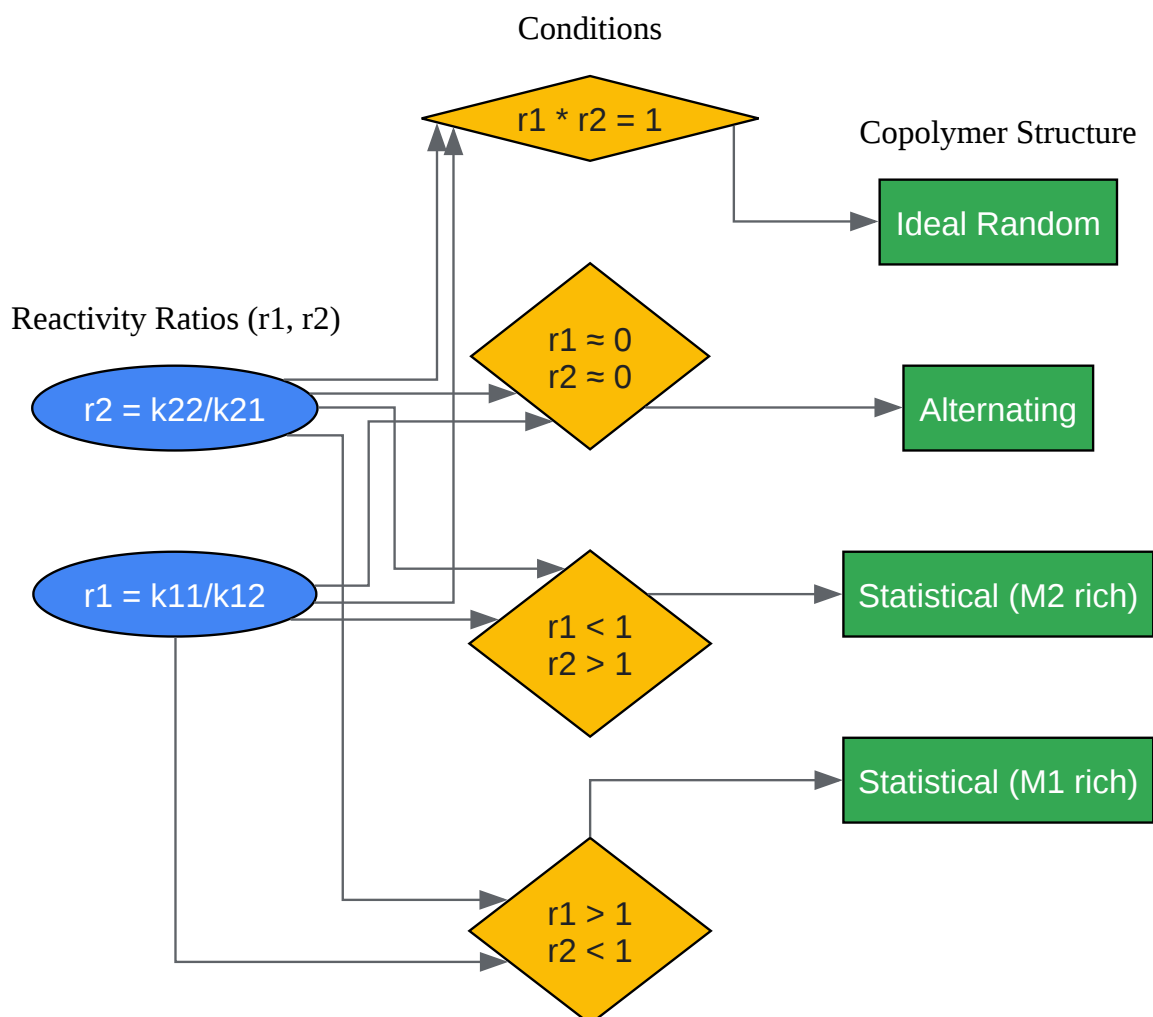 Conditions
r1 * r2 = 1
Copolymer Structure
Ideal Random
Reactivity Ratios (r1, r2)
r1 ≈ 0
r2 ≈ 0
r2 = k22/k21
Alternating
r1 = k11/k12
Statistical (M2 rich)
r1 < 1
r2 > 1
Statistical (M1 rich)
r1 > 1
r2 < 1